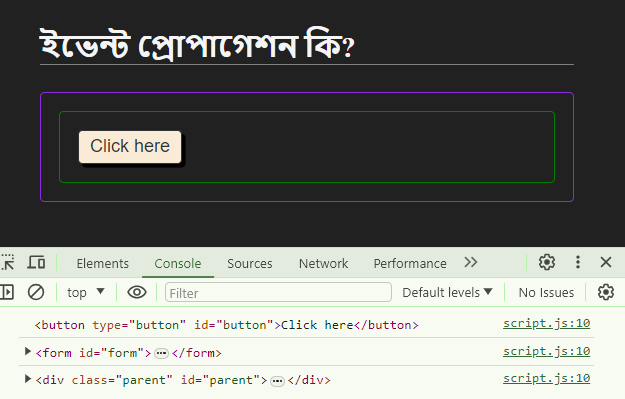 ইভেন্ট প্রোপাগেশন কি?
Click here
Elements Console Sources Network Performance
top Filter Default levels No Issues
<button type="button" id="button">Click here</button> script.js:10
<form id="form">…</form> script.js:10
<div class="parent" id="parent">…</div> script.js:10